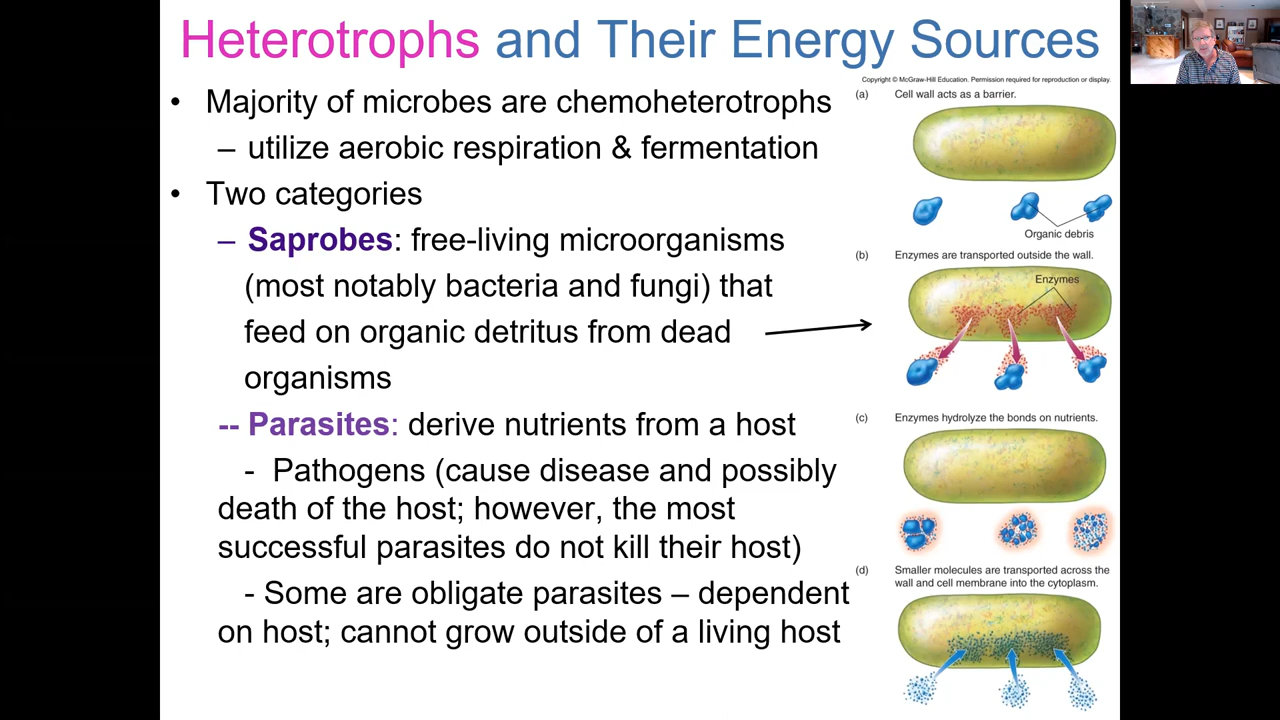 Heterotrophs and Their Energy Sources
Copyright © McGraw-Hill Education. Permission required for reproduction or display.
• Majority of microbes are chemoheterotrophs
– utilize aerobic respiration & fermentation
• Two categories
– Saprobes: free-living microorganisms
(most notably bacteria and fungi) that
feed on organic detritus from dead
organisms
-- Parasites: derive nutrients from a host
- Pathogens (cause disease and possibly
death of the host; however, the most
successful parasites do not kill their host)
- Some are obligate parasites – dependent
on host; cannot grow outside of a living host
(a) Cell wall acts as a barrier.
Organic debris
(b) Enzymes are transported outside the wall.
Enzymes
(c) Enzymes hydrolyze the bonds on nutrients.
(d) Smaller molecules are transported across the
wall and cell membrane into the cytoplasm.